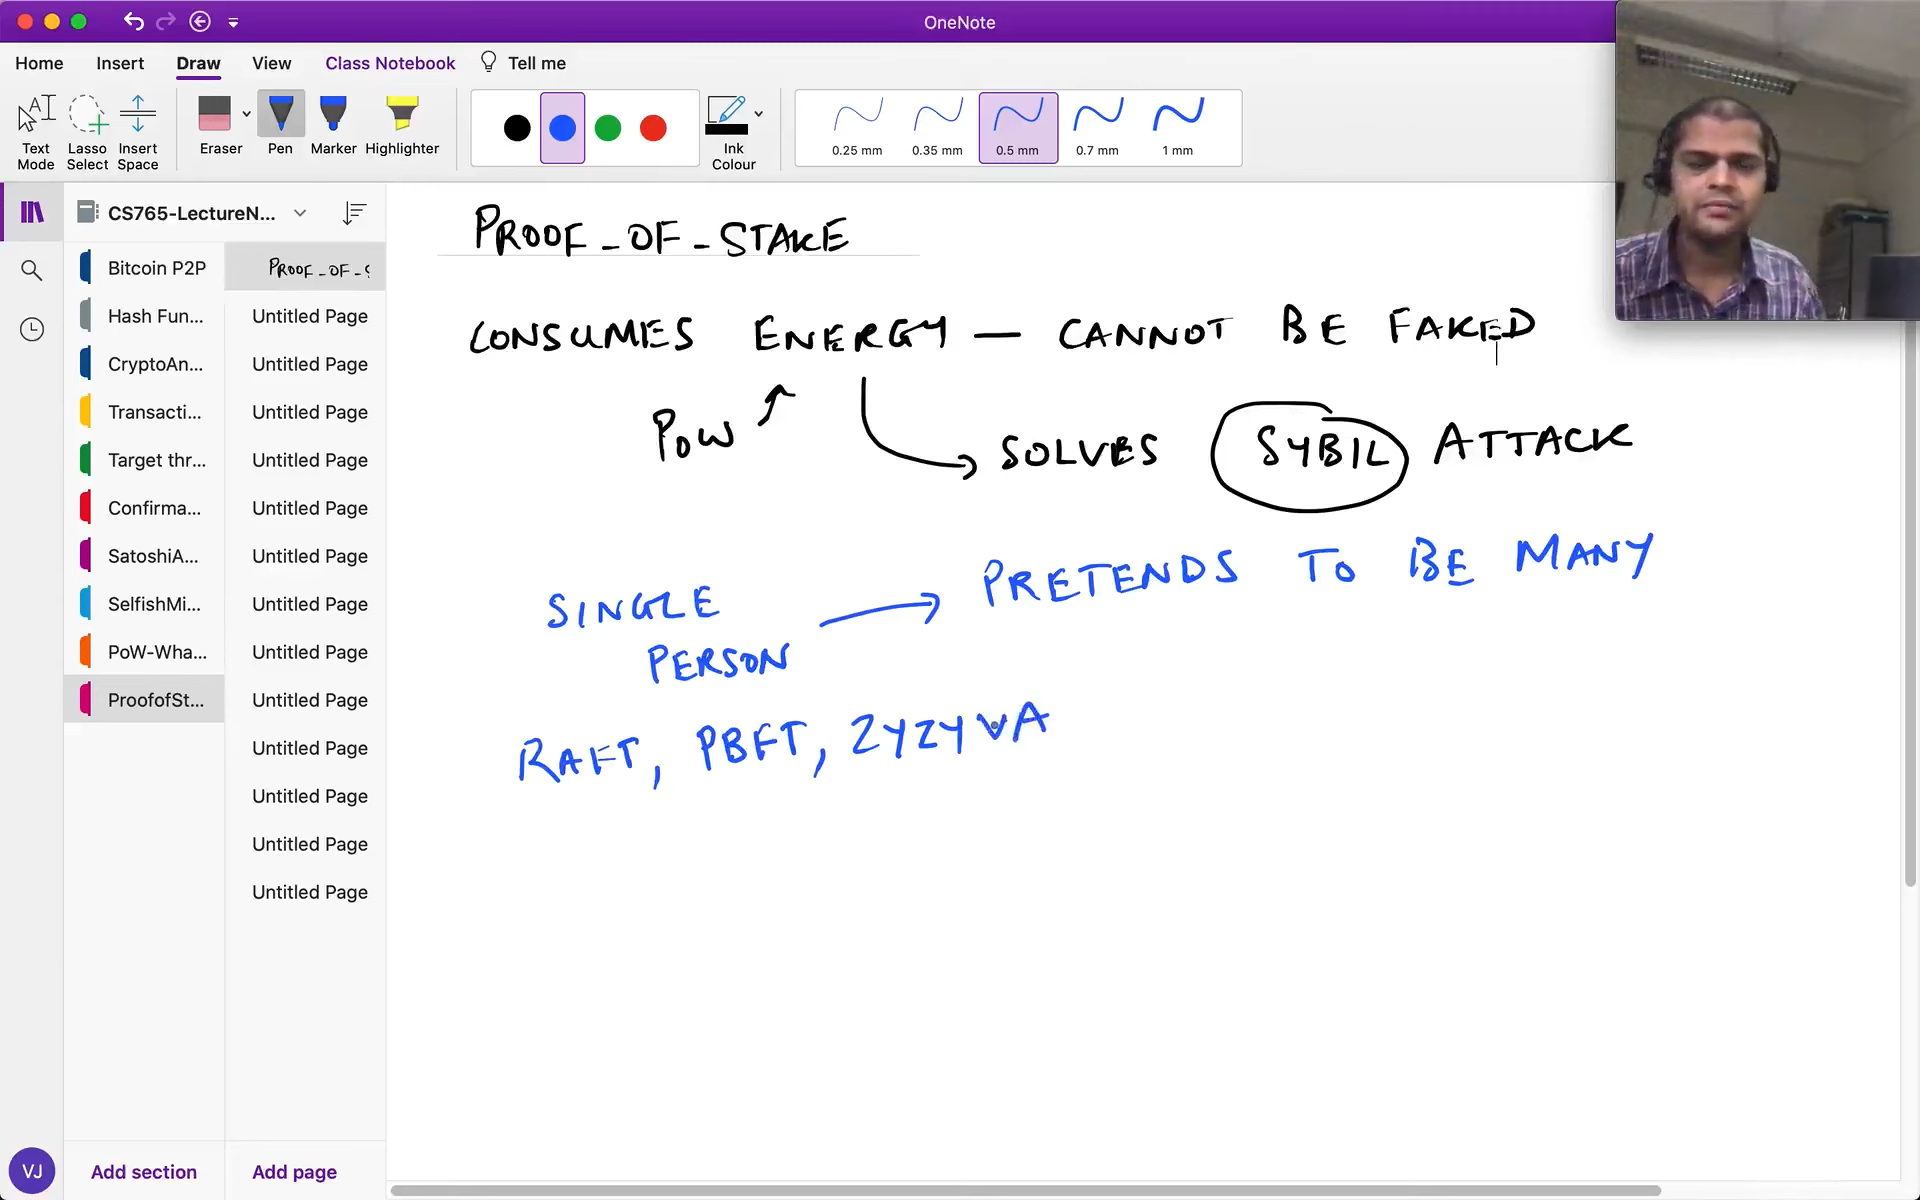 OneNote
Home Insert Draw View Class Notebook Tell me
Text Mode Lasso Select Insert Space Eraser Pen Marker Highlighter Ink Colour 0.25 mm 0.35 mm 0.5 mm 0.7 mm 1 mm
CS765-LectureN...
Bitcoin P2P
Hash Fun...
CryptoAn...
Transacti...
Target thr...
Confirma...
SatoshiA...
SelfishMi...
PoW-Wha...
ProofofSt...
Add section
PROOF-OF-S
Untitled Page
Untitled Page
Untitled Page
Untitled Page
Untitled Page
Untitled Page
Untitled Page
Untitled Page
Untitled Page
Untitled Page
Untitled Page
Untitled Page
Untitled Page
Add page
VJ
PROOF-OF-STAKE
CONSUMES ENERGY — CANNOT BE FAKED
POW
SOLVES SYBIL ATTACK
SINGLE PERSON → PRETENDS TO BE MANY
RAFT, PBFT, ZYZYVA